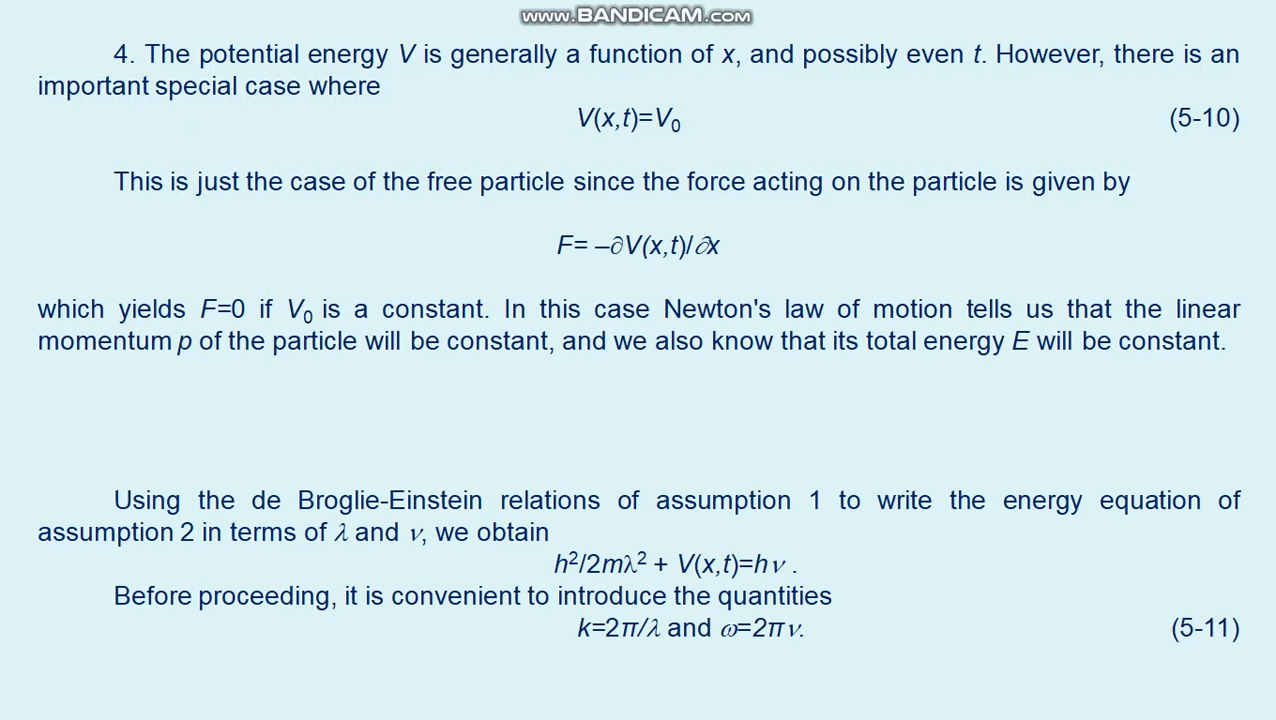 www.BANDICAM.com
4. The potential energy V is generally a function of x, and possibly even t. However, there is an
important special case where
V(x,t)=V₀ (5-10)
This is just the case of the free particle since the force acting on the particle is given by
F= –∂V(x,t)/∂x
which yields F=0 if V₀ is a constant. In this case Newton's law of motion tells us that the linear
momentum p of the particle will be constant, and we also know that its total energy E will be constant.
Using the de Broglie-Einstein relations of assumption 1 to write the energy equation of
assumption 2 in terms of λ and ν, we obtain
h²/2mλ² + V(x,t)=hν .
Before proceeding, it is convenient to introduce the quantities
k=2π/λ and ω=2πν. (5-11)